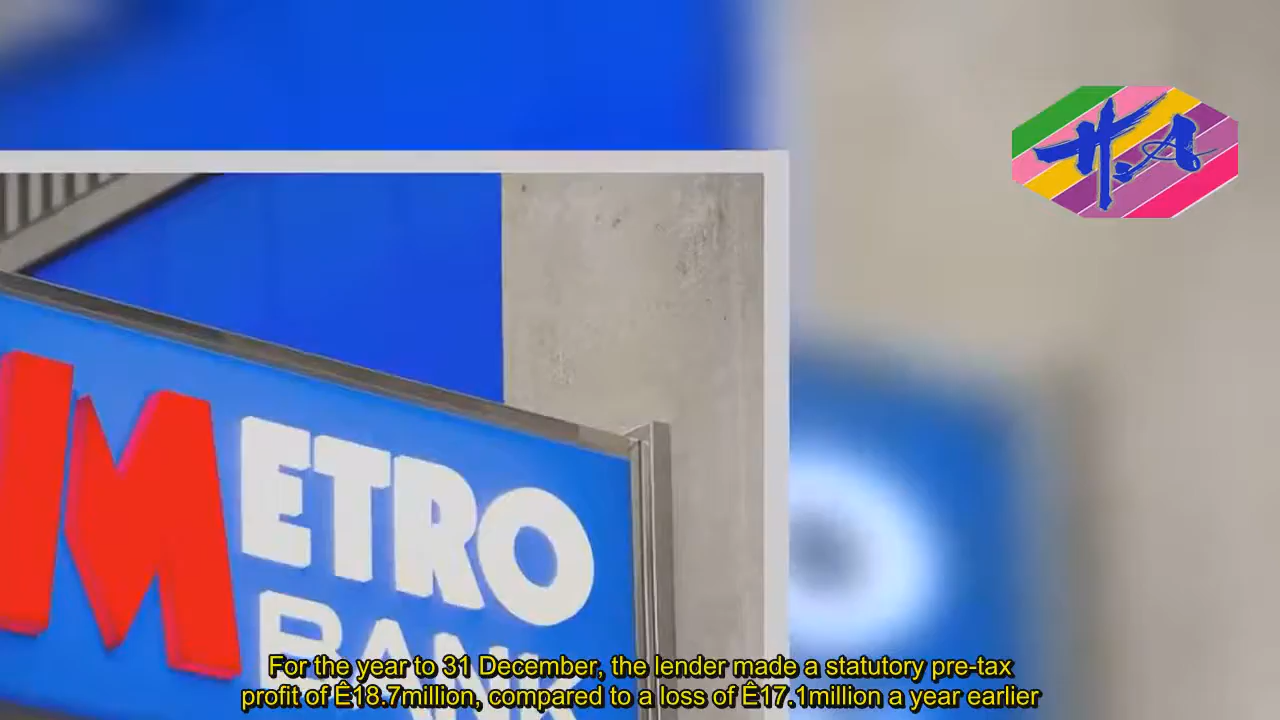 H.A
METRO
BANK
For the year to 31 December, the lender made a statutory pre-tax
profit of Ê18.7million, compared to a loss of Ê17.1million a year earlier